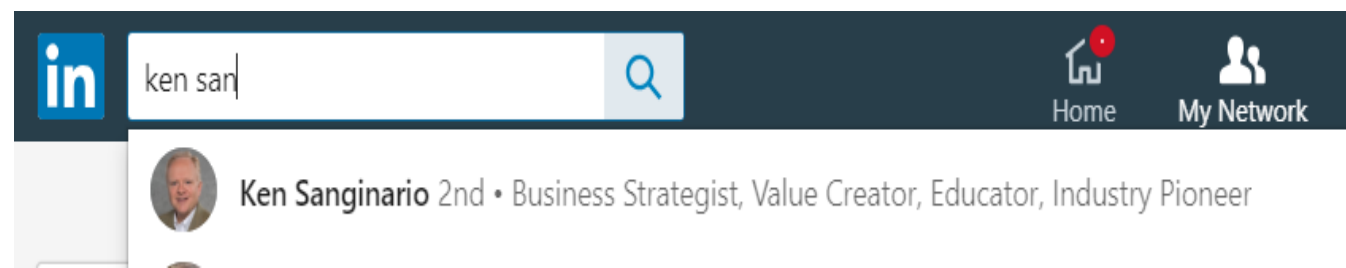 in
ken san
Home
My Network
Ken Sanginario 2nd • Business Strategist, Value Creator, Educator, Industry Pioneer